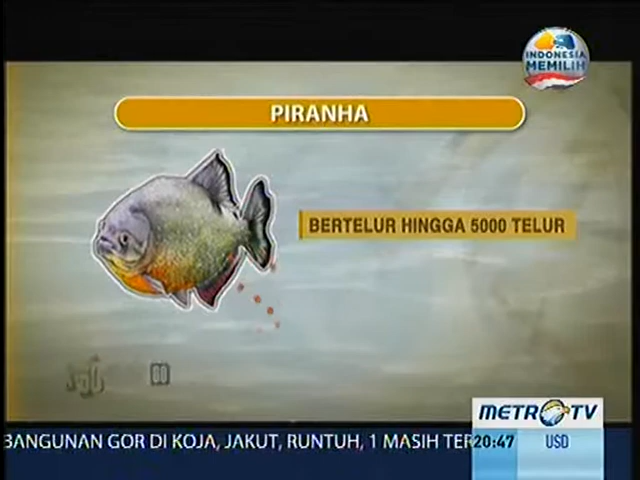 INDONESIA
MEMILIH
PIRANHA
BERTELUR HINGGA 5000 TELUR
METRO TV
BANGUNAN GOR DI KOJA, JAKUT, RUNTUH, 1 MASIH TER
20:47
USD